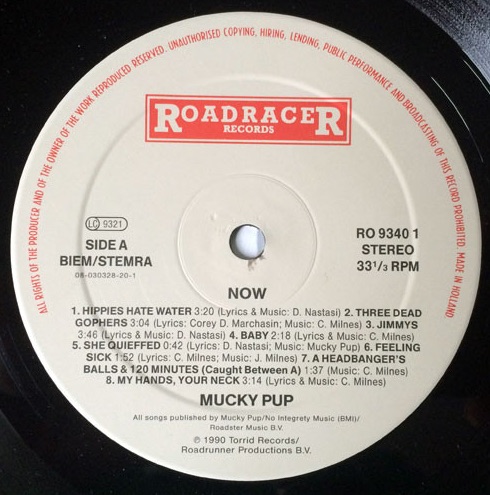 ALL RIGHTS OF THE PRODUCER AND OF THE OWNER OF THE WORK REPRODUCED RESERVED. UNAUTHORISED COPYING, HIRING, LENDING, PUBLIC PERFORMANCE AND BROADCASTING OF THIS RECORD PROHIBITED. MADE IN HOLLAND
ROADRACER
RECORDS
LC 9321
SIDE A
BIEM/STEMRA
08-030328-20-1
RO 9340 1
STEREO
33 1/3 RPM
NOW
1. HIPPIES HATE WATER 3:20 (Lyrics & Music: D. Nastasi) 2. THREE DEAD
GOPHERS 3:04 (Lyrics: Corey D. Marchasin; Music: C. Milnes) 3. JIMMYS
3:46 (Lyrics & Music: D. Nastasi) 4. BABY 2:18 (Lyrics & Music: C. Milnes)
5. SHE QUIEFFED 0:42 (Lyrics: D. Nastasi; Music: Mucky Pup) 6. FEELING
SICK 1:52 (Lyrics: C. Milnes; Music: J. Milnes) 7. A HEADBANGER'S
BALLS & 120 MINUTES (Caught Between A) 1:37 (Music: C. Milnes)
8. MY HANDS, YOUR NECK 3:14 (Lyrics & Music: C. Milnes)
MUCKY PUP
All songs published by Mucky Pup/No Integrety Music (BMI)/
Roadster Music B.V.
℗ 1990 Torrid Records/
Roadrunner Productions B.V.